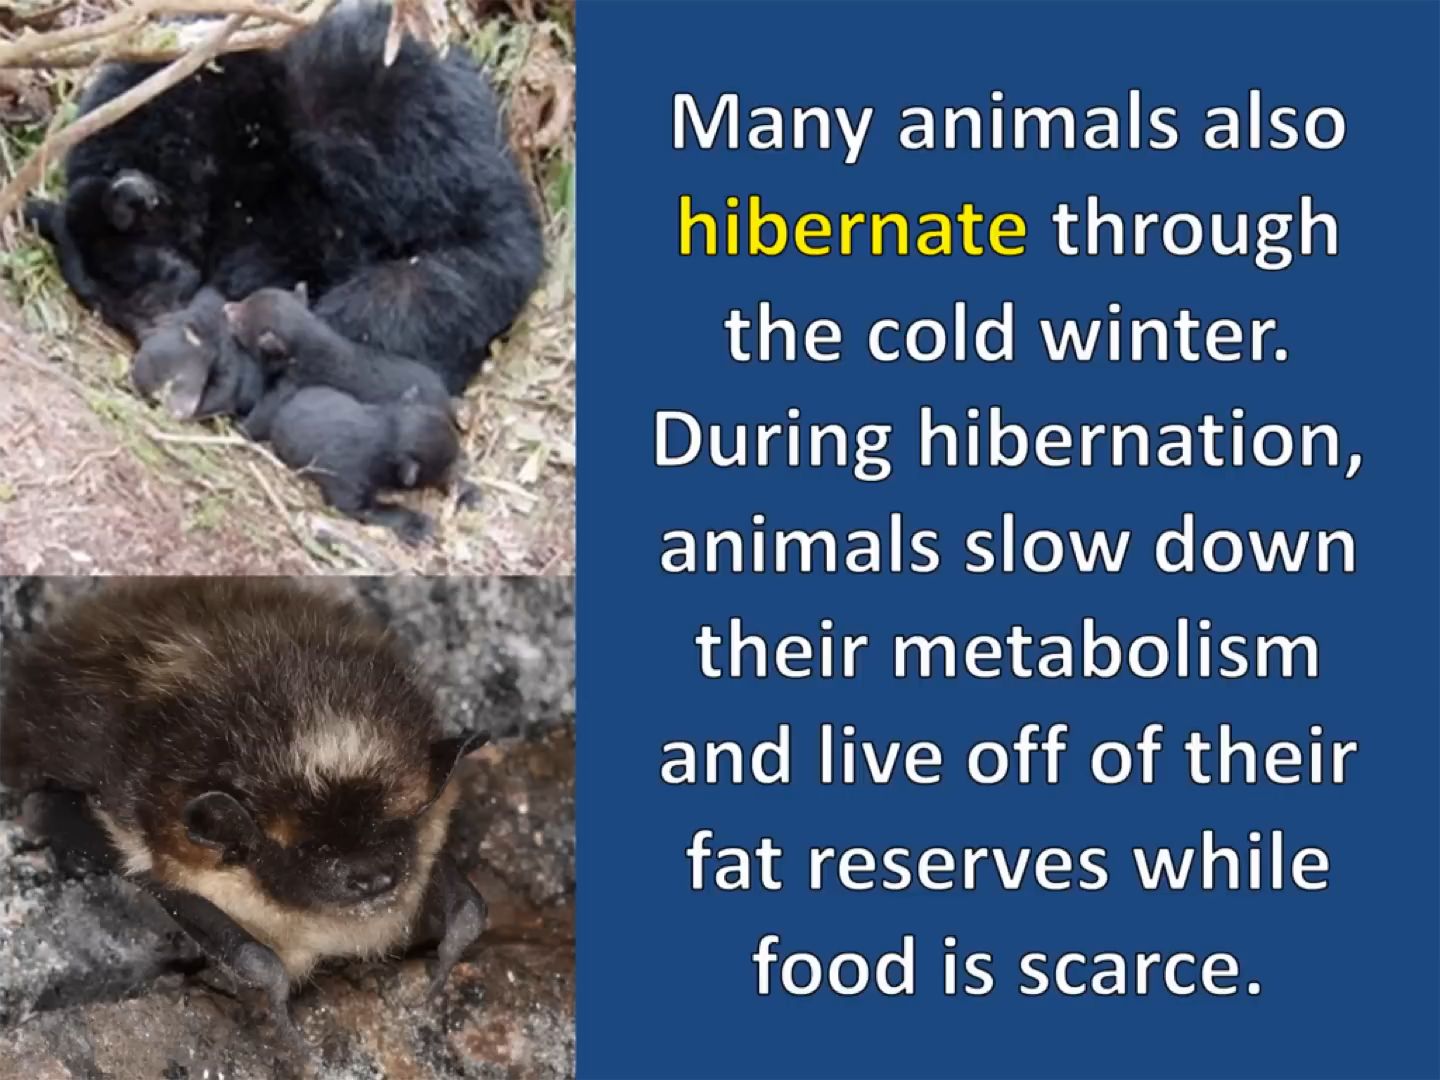 Many animals also
hibernate through
the cold winter.
During hibernation,
animals slow down
their metabolism
and live off of their
fat reserves while
food is scarce.